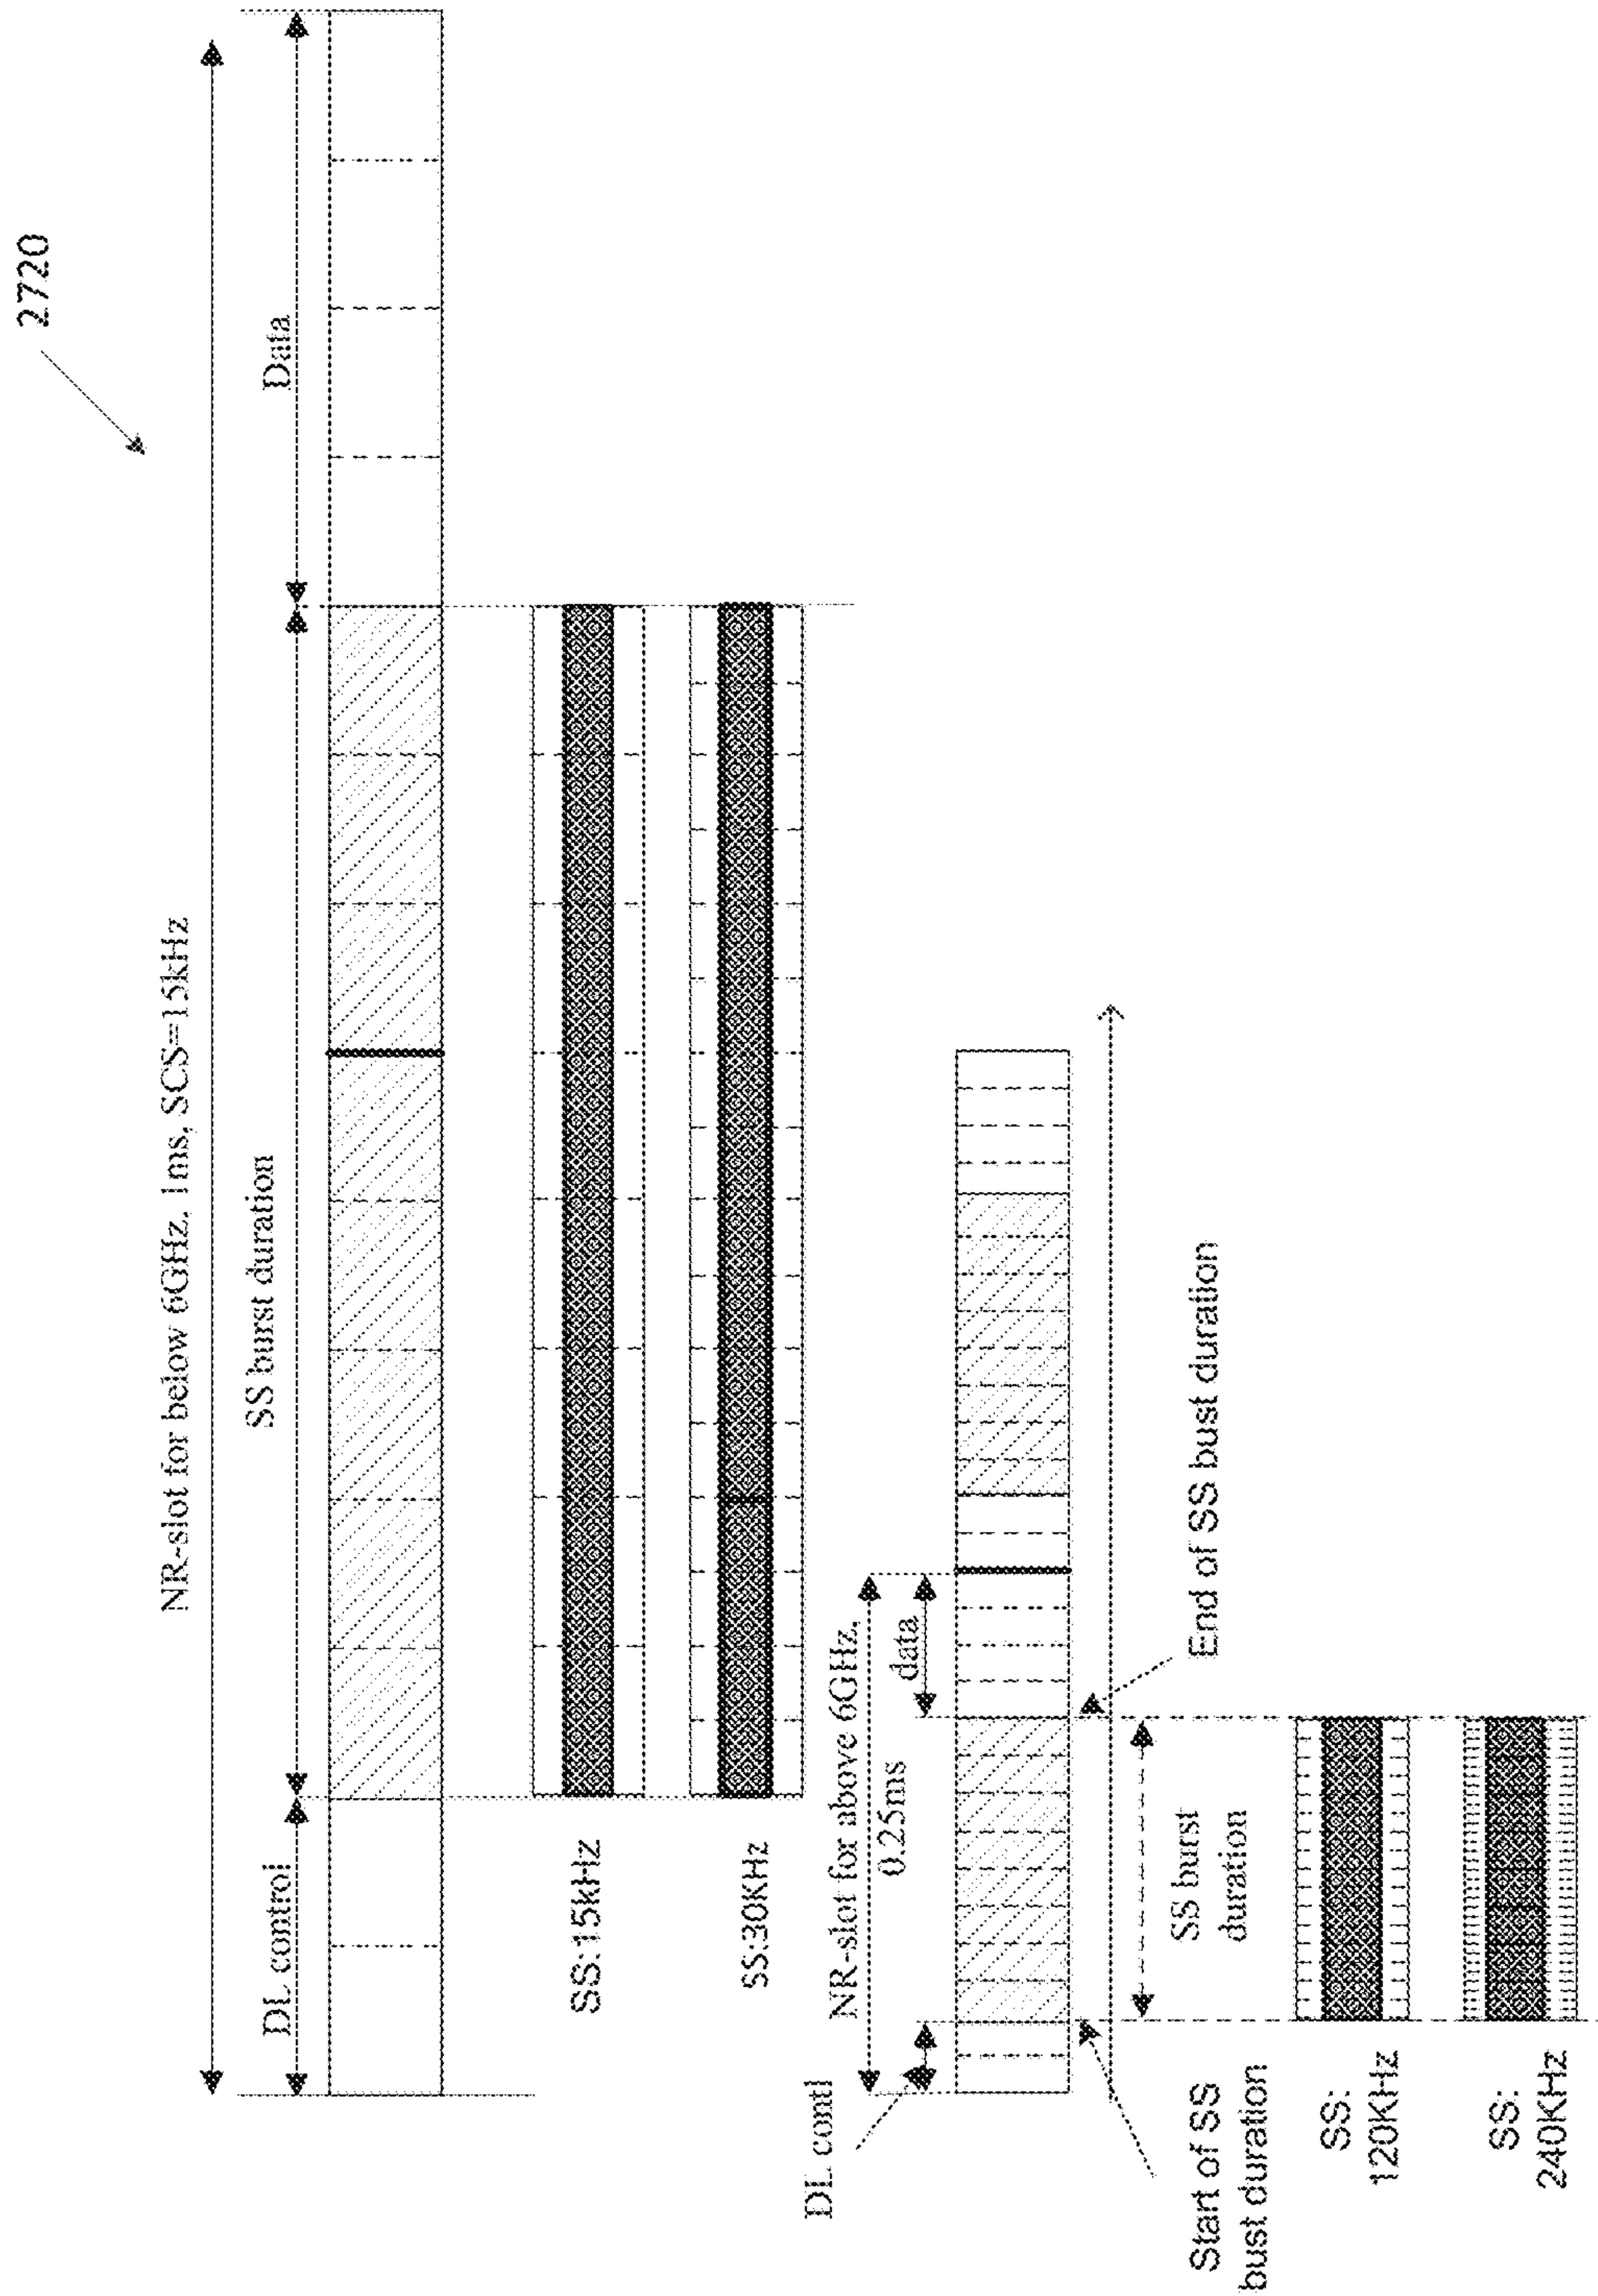 2720
NR-slot for below 6GHz, 1ms, SCS=15kHz
DL control
SS burst duration
Data
SS:15kHz
SS:30KHz
NR-slot for above 6GHz,
0.25ms
DL contl
data
Start of SS
bust duration
End of SS bust duration
SS burst
duration
SS:
120KHz
SS:
240KHz